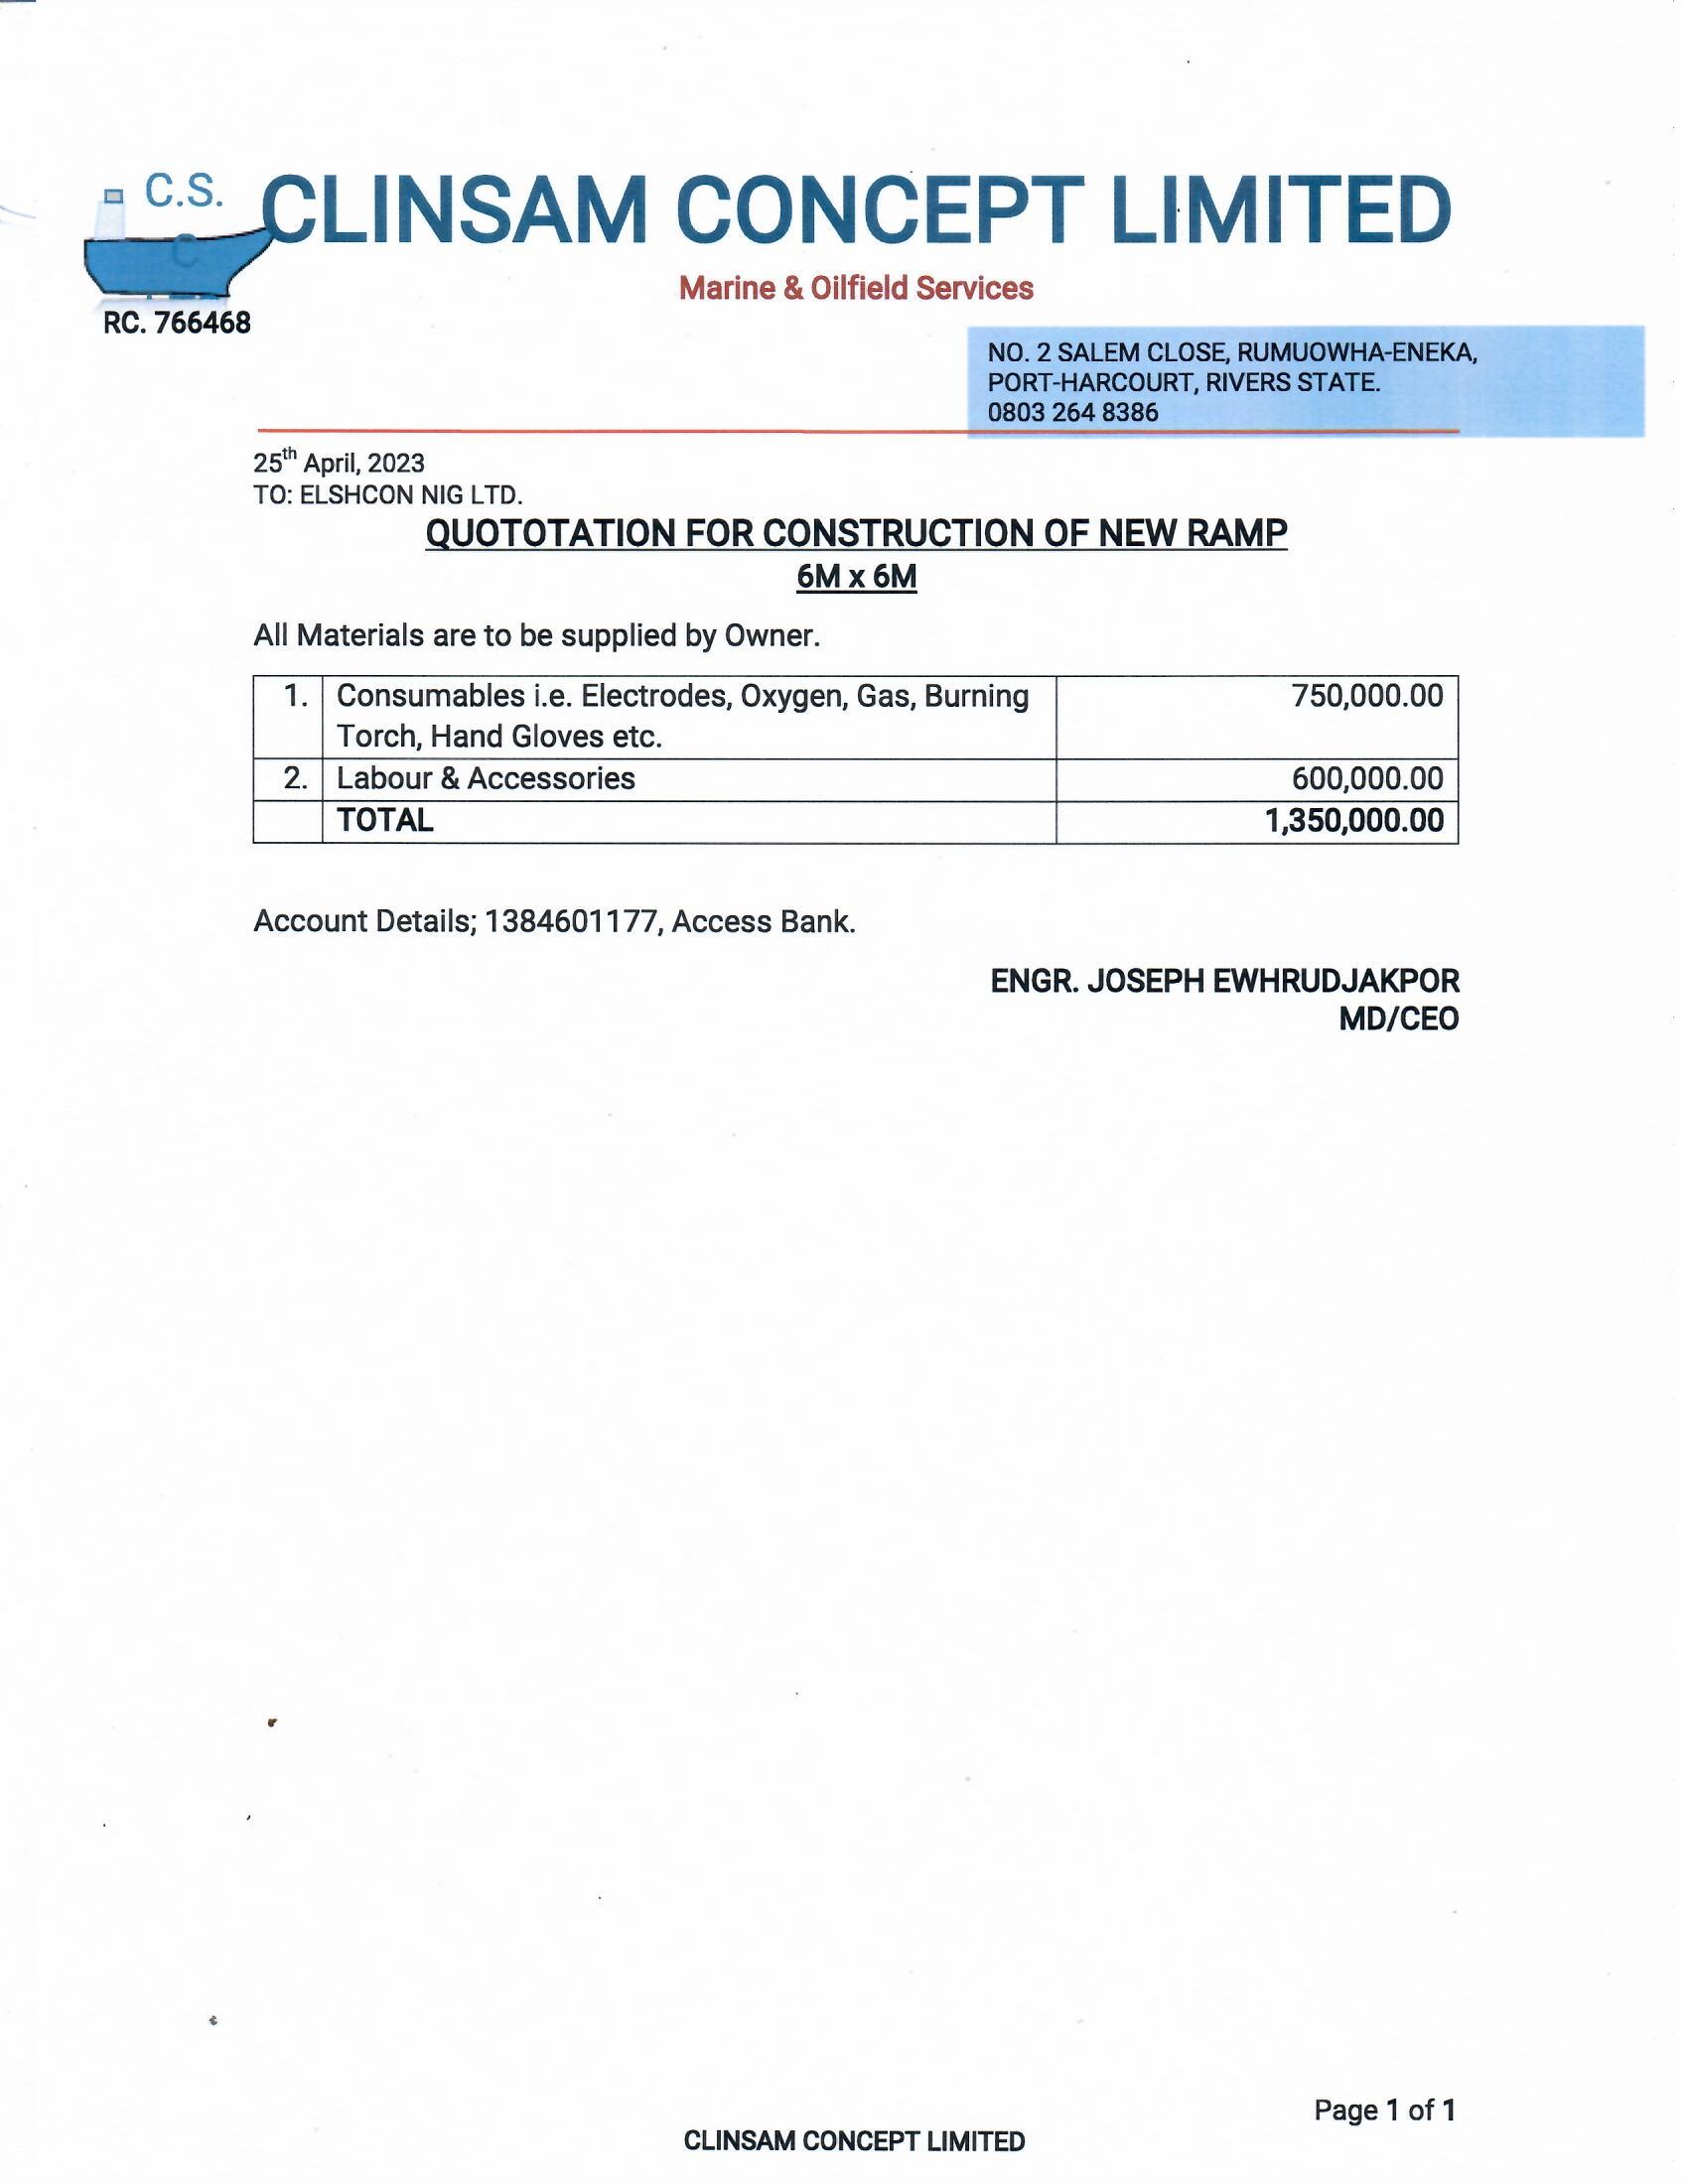 C.S. CLINSAM CONCEPT LIMITED
C
Marine & Oilfield Services
RC. 766468
NO. 2 SALEM CLOSE, RUMUOWHA-ENEKA,
PORT-HARCOURT, RIVERS STATE.
0803 264 8386
25th April, 2023
TO: ELSHCON NIG LTD.
QUOTOTATION FOR CONSTRUCTION OF NEW RAMP
6M x 6M
All Materials are to be supplied by Owner.
1. Consumables i.e. Electrodes, Oxygen, Gas, Burning 750,000.00
Torch, Hand Gloves etc.
2. Labour & Accessories 600,000.00
TOTAL 1,350,000.00
Account Details; 1384601177, Access Bank.
ENGR. JOSEPH EWHRUDJAKPOR
MD/CEO
Page 1 of 1
CLINSAM CONCEPT LIMITED